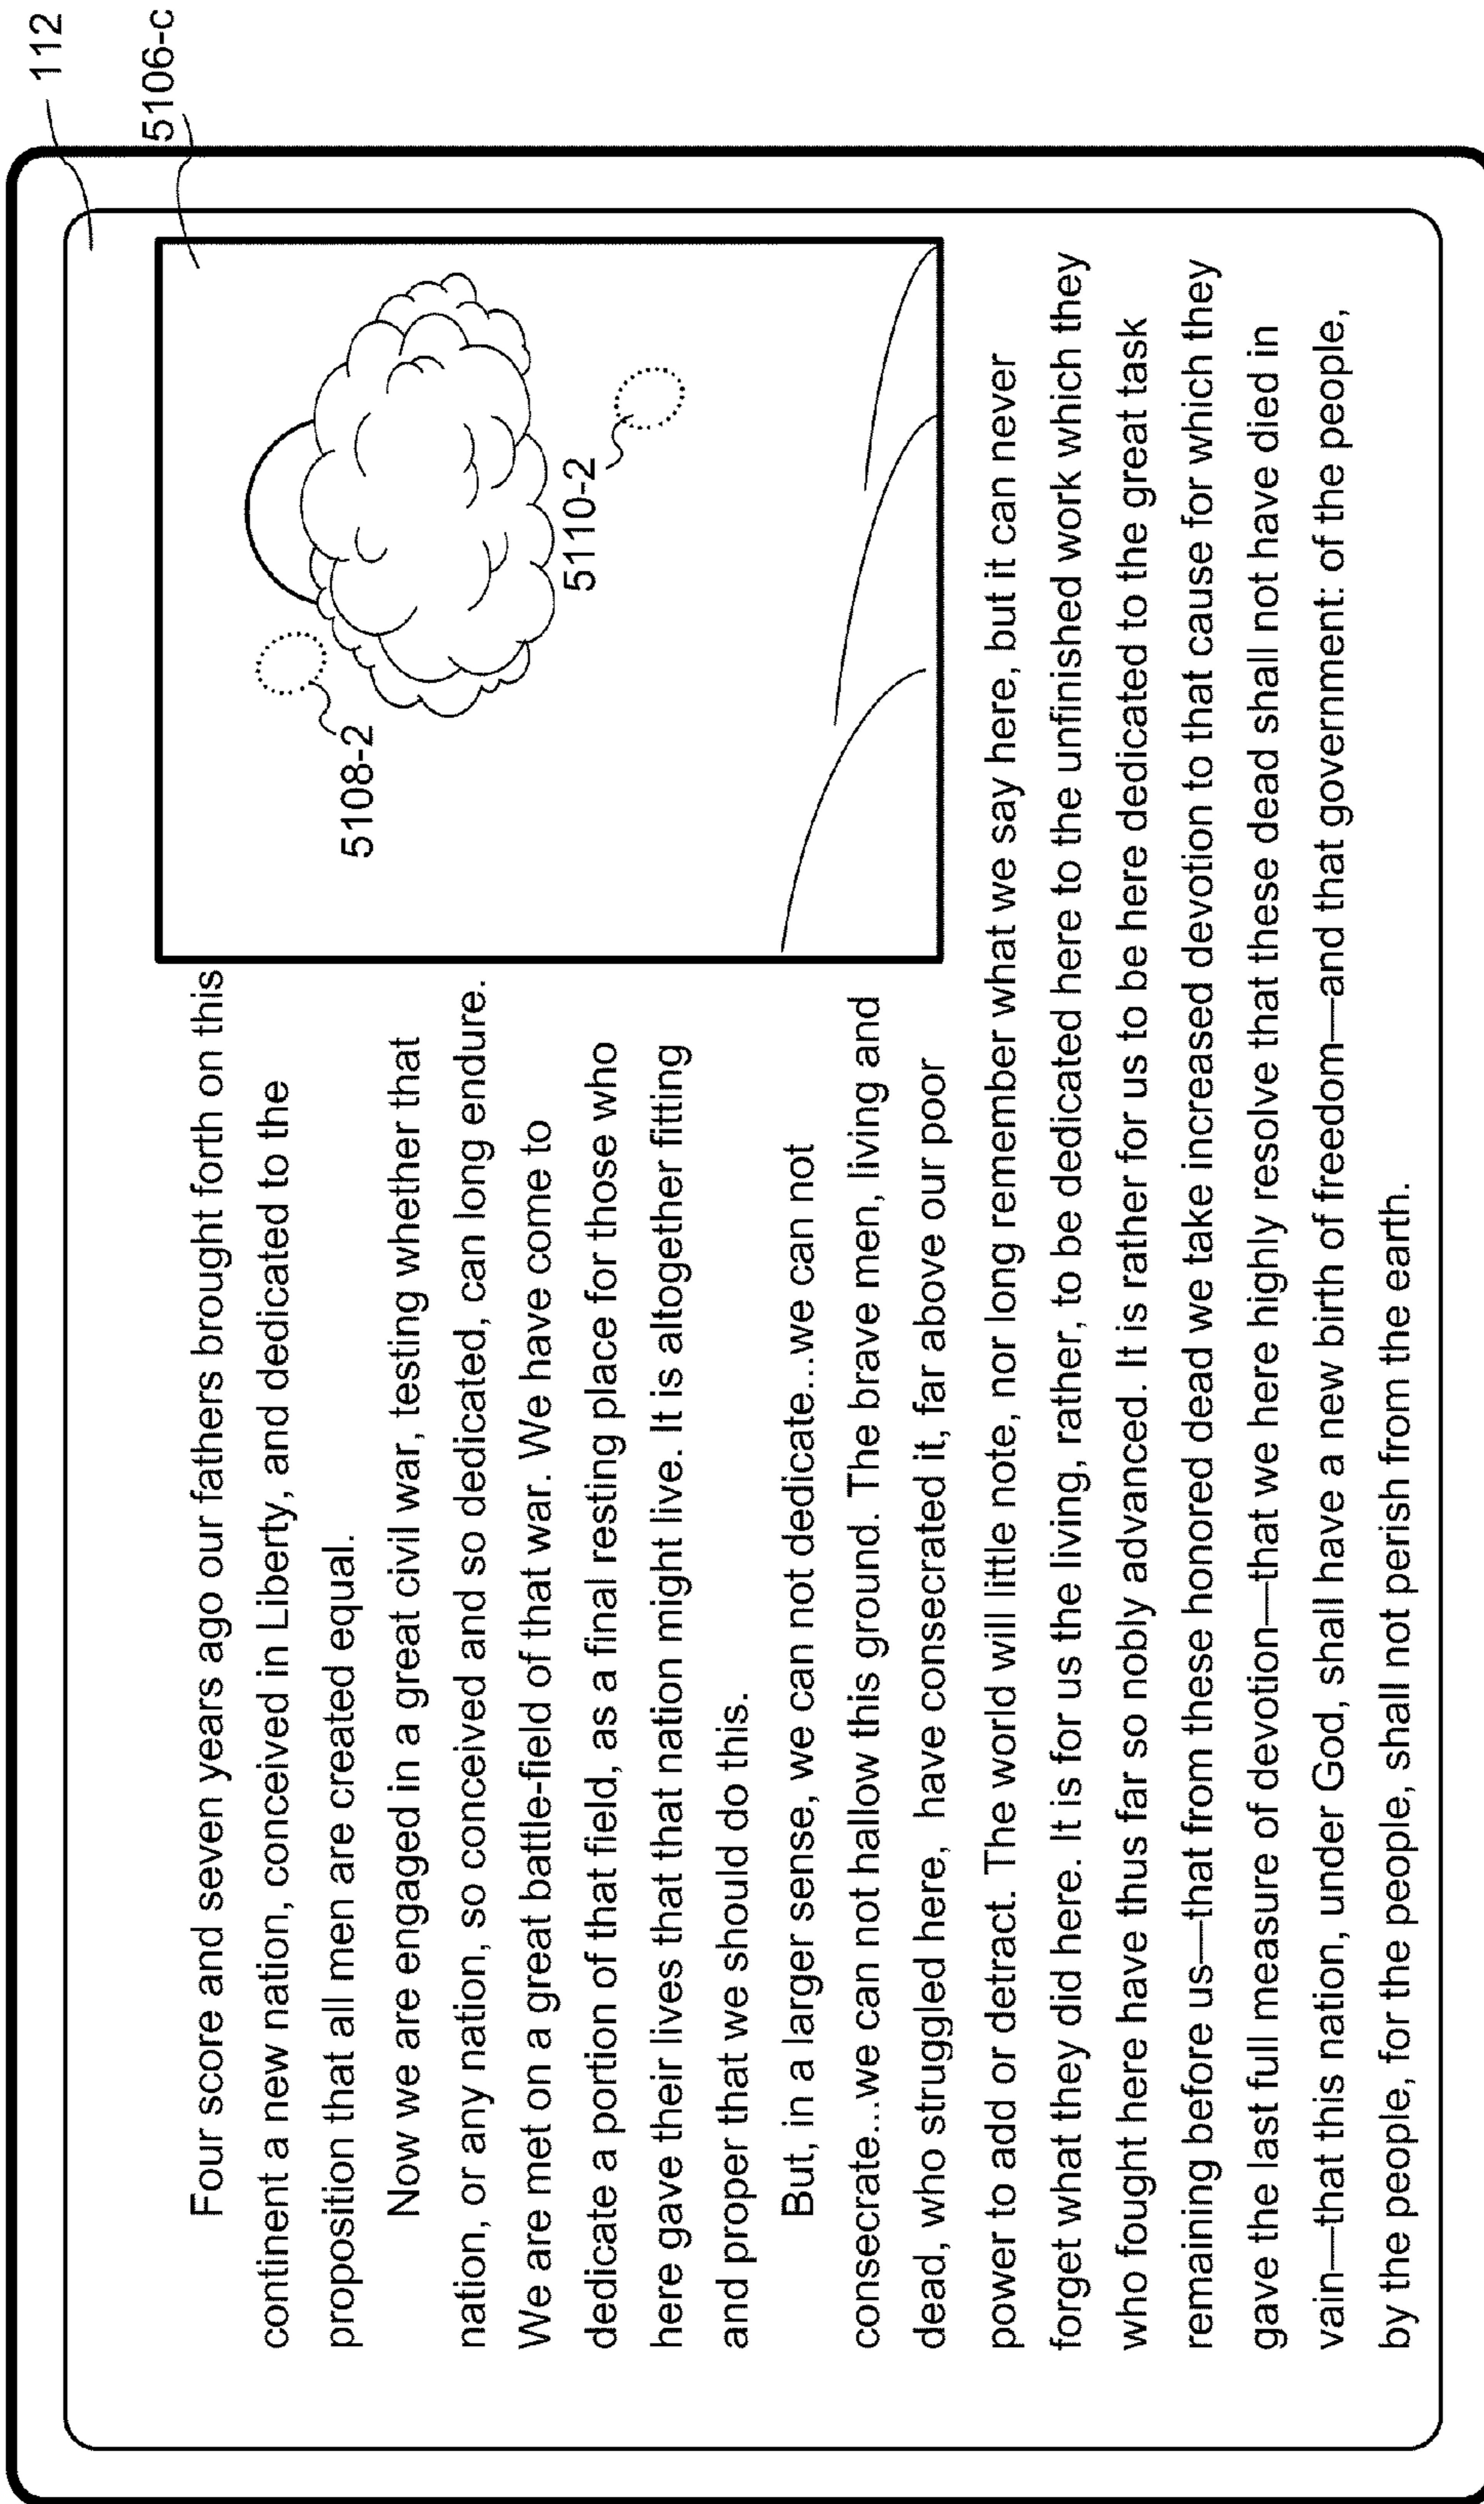 112
5106-c
5108-2
5110-2
Four score and seven years ago our fathers brought forth on this
continent a new nation, conceived in Liberty, and dedicated to the
proposition that all men are created equal.
Now we are engaged in a great civil war, testing whether that
nation, or any nation, so conceived and so dedicated, can long endure.
We are met on a great battle-field of that war. We have come to
dedicate a portion of that field, as a final resting place for those who
here gave their lives that that nation might live. It is altogether fitting
and proper that we should do this.
But, in a larger sense, we can not dedicate...we can not
consecrate...we can not hallow this ground. The brave men, living and
dead, who struggled here, have consecrated it, far above our poor
power to add or detract. The world will little note, nor long remember what we say here, but it can never
forget what they did here. It is for us the living, rather, to be dedicated here to the unfinished work which they
who fought here have thus far so nobly advanced. It is rather for us to be here dedicated to the great task
remaining before us—that from these honored dead we take increased devotion to that cause for which they
gave the last full measure of devotion—that we here highly resolve that these dead shall not have died in
vain—that this nation, under God, shall have a new birth of freedom—and that government: of the people,
by the people, for the people, shall not perish from the earth.